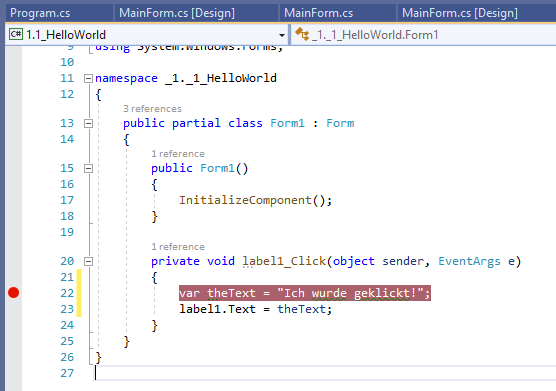 Program.cs MainForm.cs [Design] MainForm.cs MainForm.cs [Design]
C# 1.1_HelloWorld _1._1_HelloWorld.Form1
9 using System.Windows.Forms;
10
11 namespace _1._1_HelloWorld
12 {
3 references
13 public partial class Form1 : Form
14 {
1 reference
15 public Form1()
16 {
17 InitializeComponent();
18 }
19
1 reference
20 private void label1_Click(object sender, EventArgs e)
21 {
22 var theText = "Ich wurde geklickt!";
23 label1.Text = theText;
24 }
25 }
26 }
27